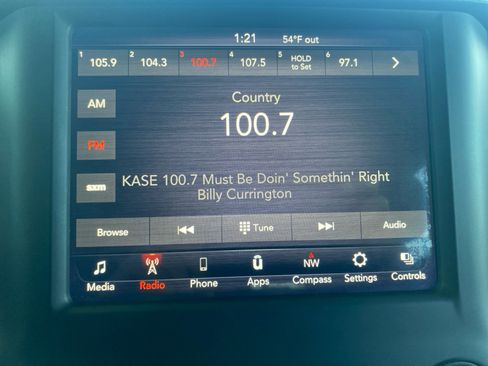 1:21 54°F out
1 105.9 2 104.3 3 100.7 4 107.5 5 HOLD to Set 6 97.1
AM
Country
100.7
FM
KASE 100.7 Must Be Doin' Somethin' Right
sxm
Billy Currington
Browse Tune Audio
NW
Media Radio Phone Apps Compass Settings Controls